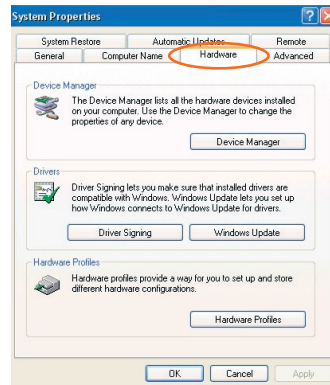 System Properties
System Restore Automatic Updates Remote
General Computer Name Hardware Advanced
Device Manager
The Device Manager lists all the hardware devices installed
on your computer. Use the Device Manager to change the
properties of any device.
Device Manager
Drivers
Driver Signing lets you make sure that installed drivers are
compatible with Windows. Windows Update lets you set up
how Windows connects to Windows Update for drivers.
Driver Signing Windows Update
Hardware Profiles
Hardware profiles provide a way for you to set up and store
different hardware configurations.
Hardware Profiles
OK Cancel Apply